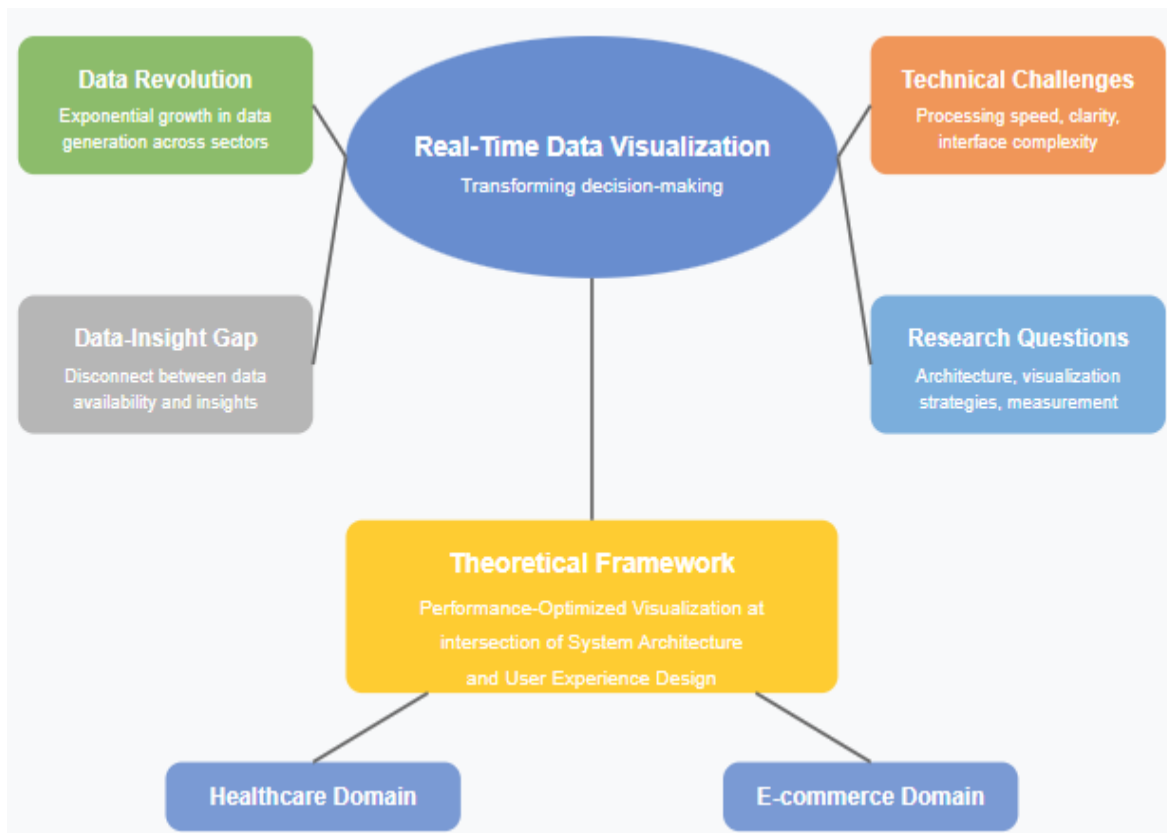 Data Revolution
Exponential growth in data
generation across sectors
Real-Time Data Visualization
Transforming decision-making
Technical Challenges
Processing speed, clarity,
interface complexity
Data-Insight Gap
Disconnect between data
availability and insights
Research Questions
Architecture, visualization
strategies, measurement
Theoretical Framework
Performance-Optimized Visualization at
intersection of System Architecture
and User Experience Design
Healthcare Domain
E-commerce Domain